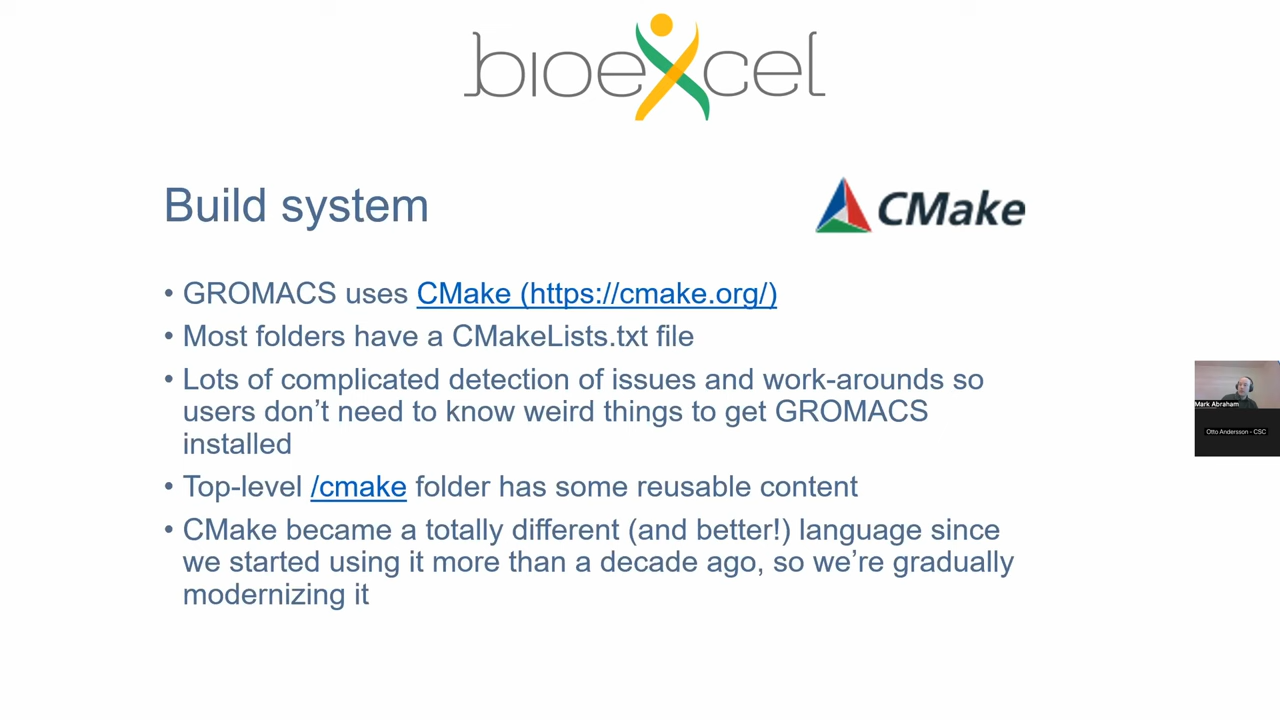 bioexcel
Build system
CMake
• GROMACS uses CMake (https://cmake.org/)
• Most folders have a CMakeLists.txt file
• Lots of complicated detection of issues and work-arounds so
users don’t need to know weird things to get GROMACS
installed
• Top-level /cmake folder has some reusable content
• CMake became a totally different (and better!) language since
we started using it more than a decade ago, so we’re gradually
modernizing it
Mark Abraham
Otto Andersson - CSC